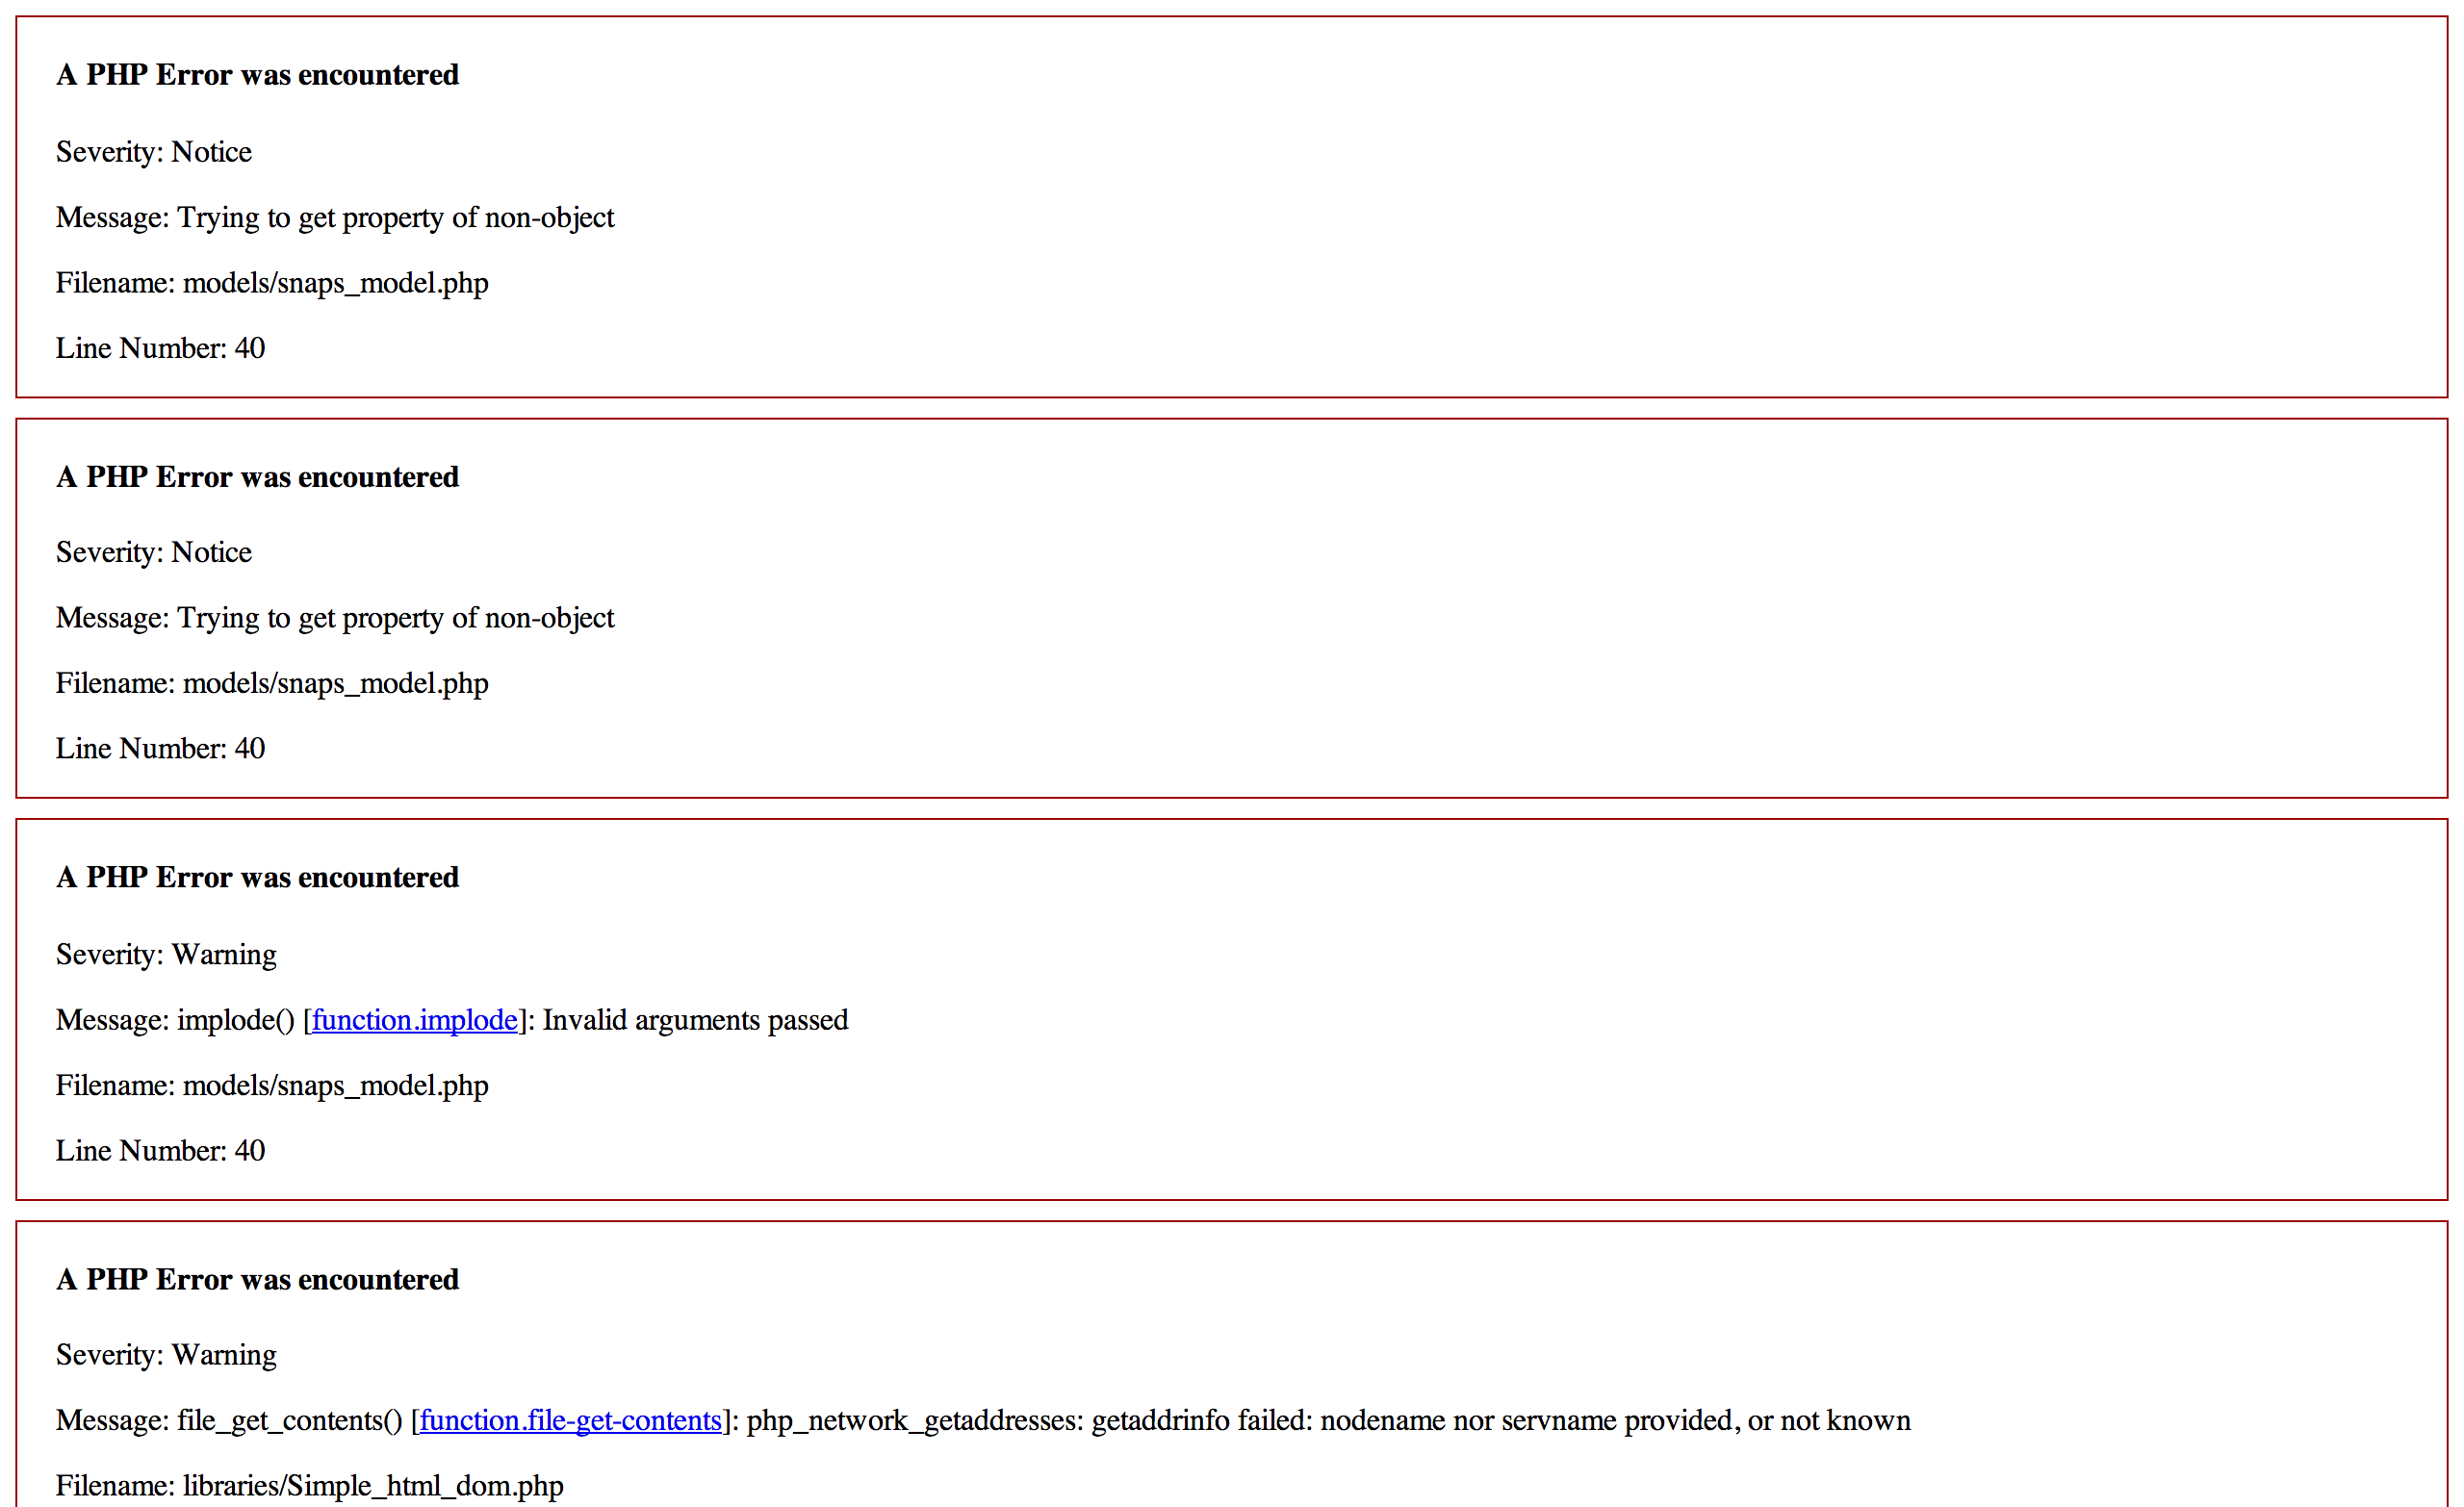 A PHP Error was encountered
Severity: Notice
Message: Trying to get property of non-object
Filename: models/snaps_model.php
Line Number: 40
A PHP Error was encountered
Severity: Notice
Message: Trying to get property of non-object
Filename: models/snaps_model.php
Line Number: 40
A PHP Error was encountered
Severity: Warning
Message: implode() [function.implode]: Invalid arguments passed
Filename: models/snaps_model.php
Line Number: 40
A PHP Error was encountered
Severity: Warning
Message: file_get_contents() [function.file-get-contents]: php_network_getaddresses: getaddrinfo failed: nodename nor servname provided, or not known
Filename: libraries/Simple_html_dom.php